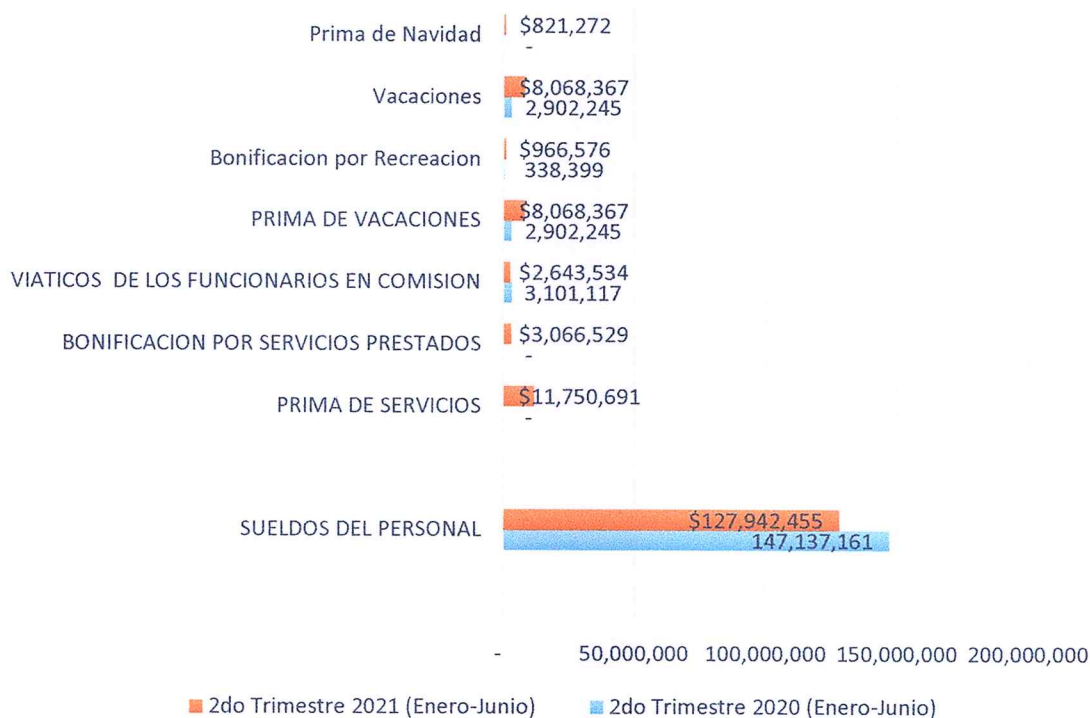 Prima de Navidad
$821,272
-
Vacaciones
$8,068,367
2,902,245
Bonificacion por Recreacion
$966,576
338,399
PRIMA DE VACACIONES
$8,068,367
2,902,245
VIATICOS DE LOS FUNCIONARIOS EN COMISION
$2,643,534
3,101,117
BONIFICACION POR SERVICIOS PRESTADOS
$3,066,529
-
PRIMA DE SERVICIOS
$11,750,691
-
SUELDOS DEL PERSONAL
$127,942,455
147,137,161
- 50,000,000 100,000,000 150,000,000 200,000,000
2do Trimestre 2021 (Enero-Junio) 2do Trimestre 2020 (Enero-Junio)